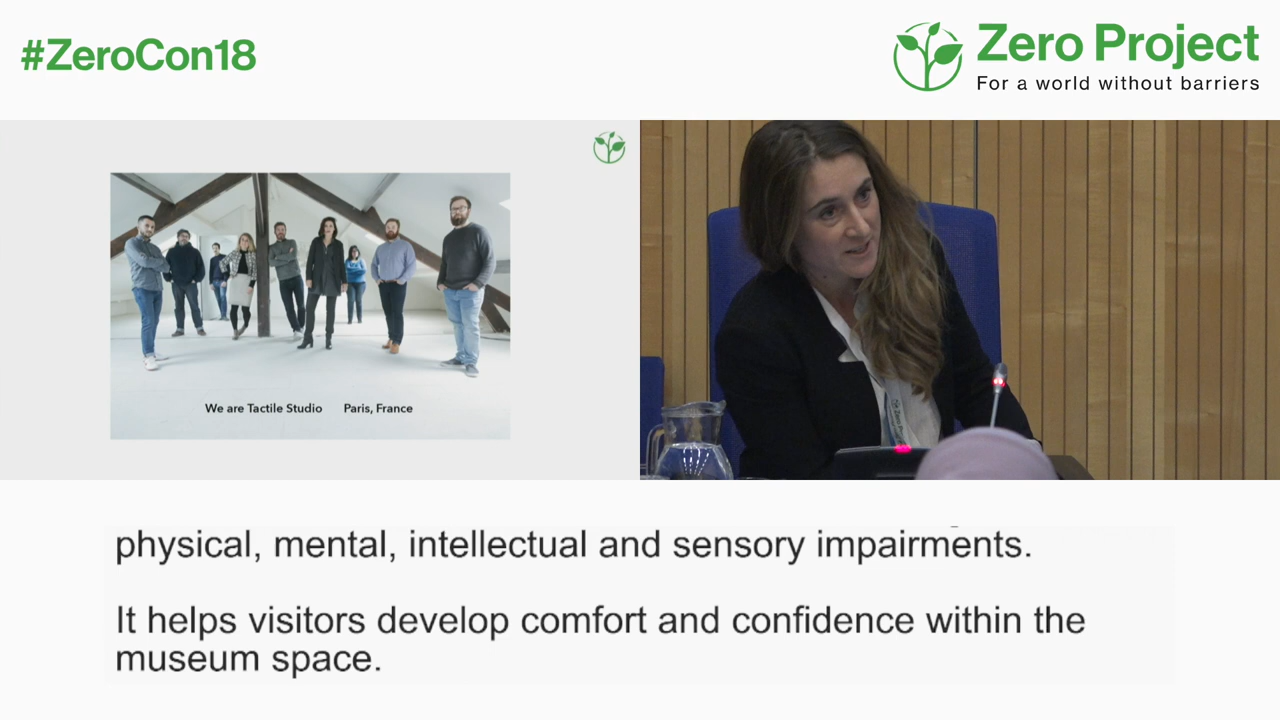 #ZeroCon18
Zero Project
For a world without barriers
We are Tactile Studio Paris, France
physical, mental, intellectual and sensory impairments.
It helps visitors develop comfort and confidence within the
museum space.